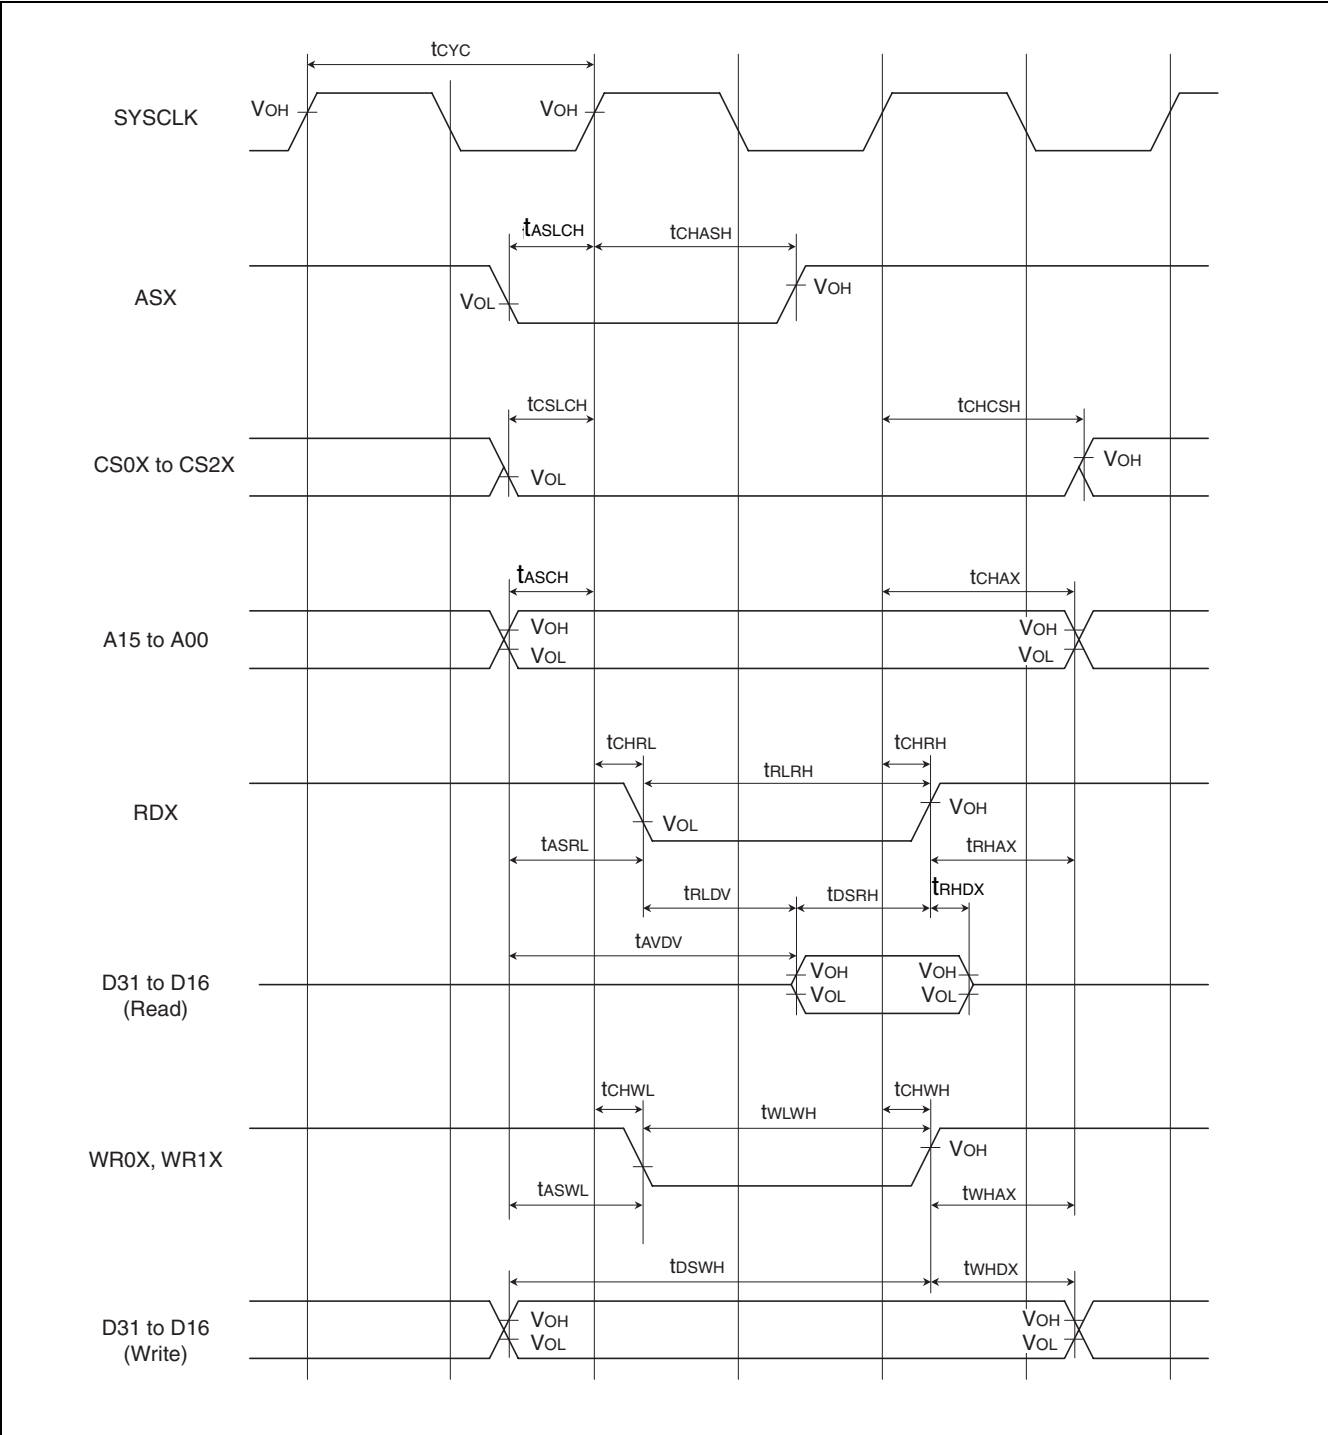 tCYC
SYSCLK
VOH
VOH
tASLCH
tCHASH
ASX
VOL
VOH
tCSLCH
tCHCSH
CS0X to CS2X
VOL
VOH
tASCH
tCHAX
A15 to A00
VOH
VOH
VOL
VOL
tCHRL
tCHRH
tRLRH
RDX
VOL
VOH
tASRL
tRHAX
tRLDV
tDSRH
tRHDX
tAVDV
D31 to D16
(Read)
VOH
VOH
VOL
VOL
tCHWL
tCHWH
tWLWH
WR0X, WR1X
VOH
tASWL
tWHAX
tDSWH
tWHDX
D31 to D16
(Write)
VOH
VOH
VOL
VOL